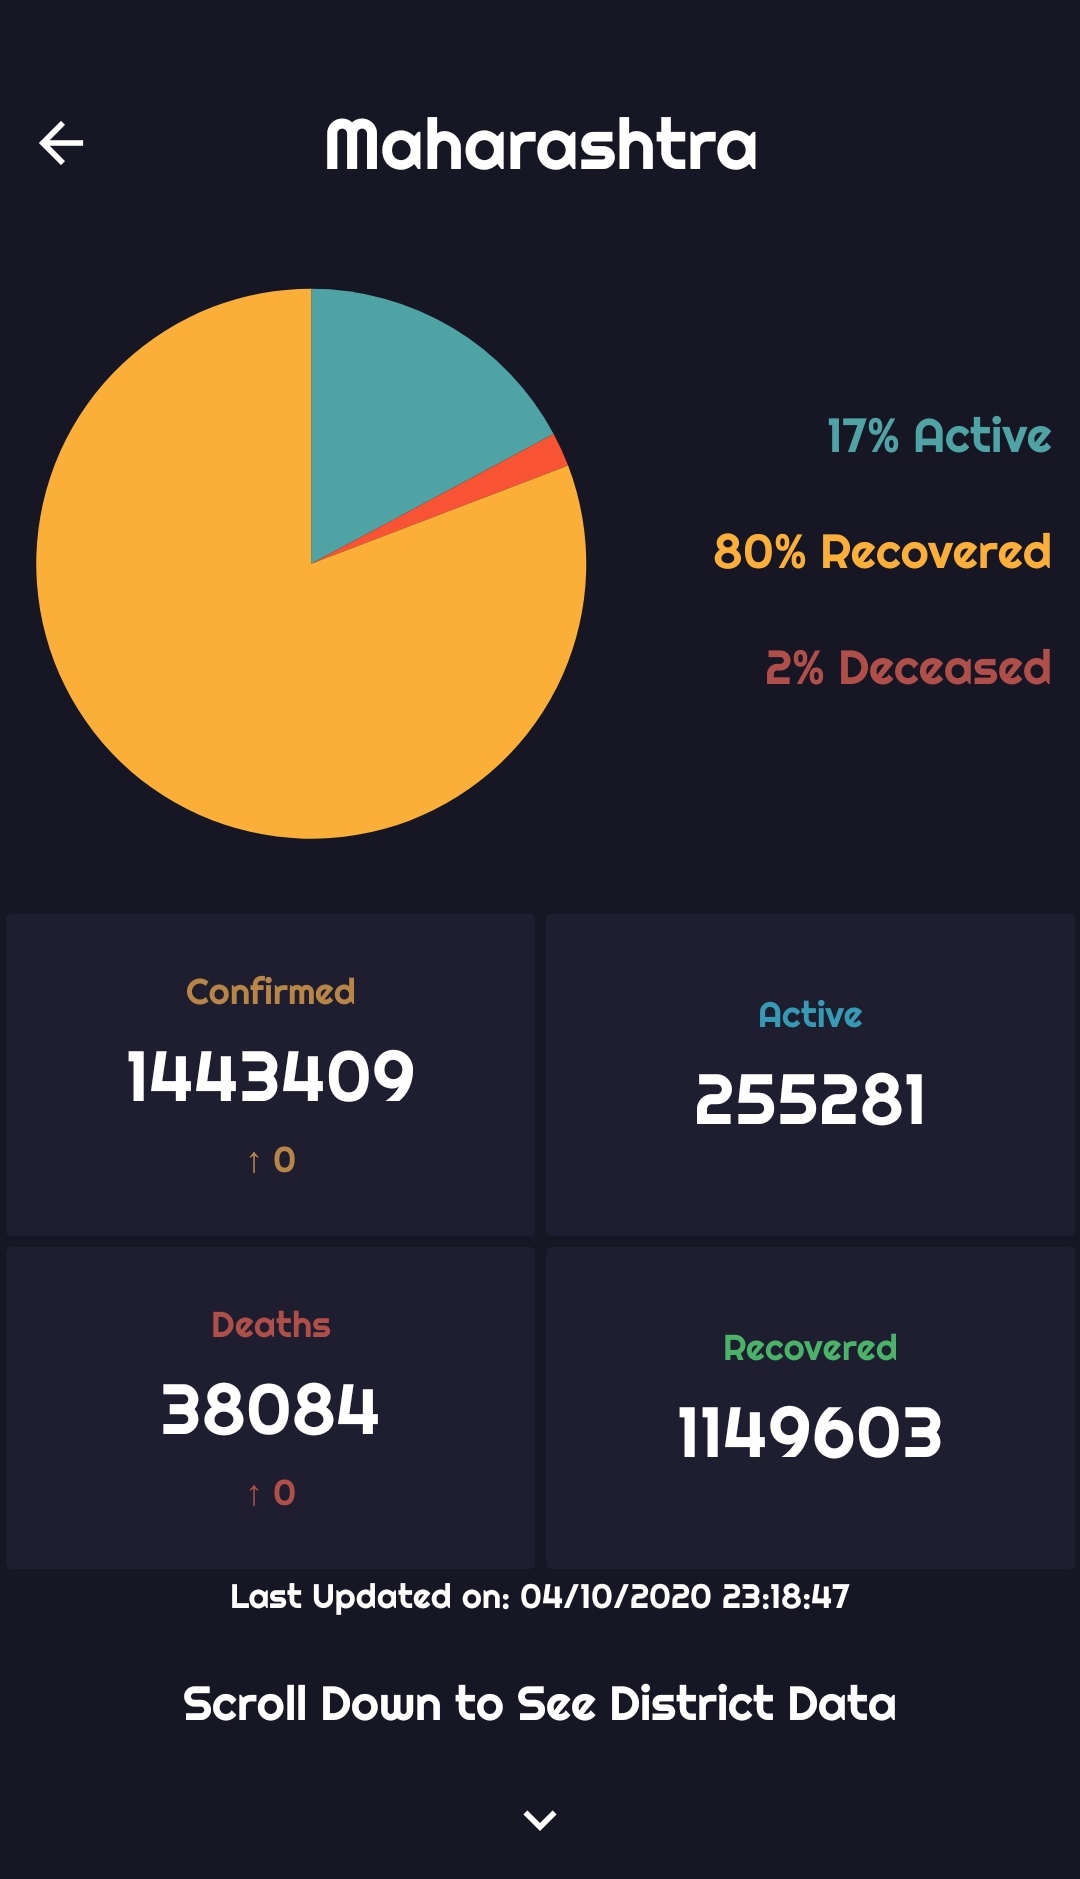 Maharashtra
17% Active
80% Recovered
2% Deceased
Confirmed
1443409
↑ 0
Active
255281
Deaths
38084
↑ 0
Recovered
1149603
Last Updated on: 04/10/2020 23:18:47
Scroll Down to See District Data